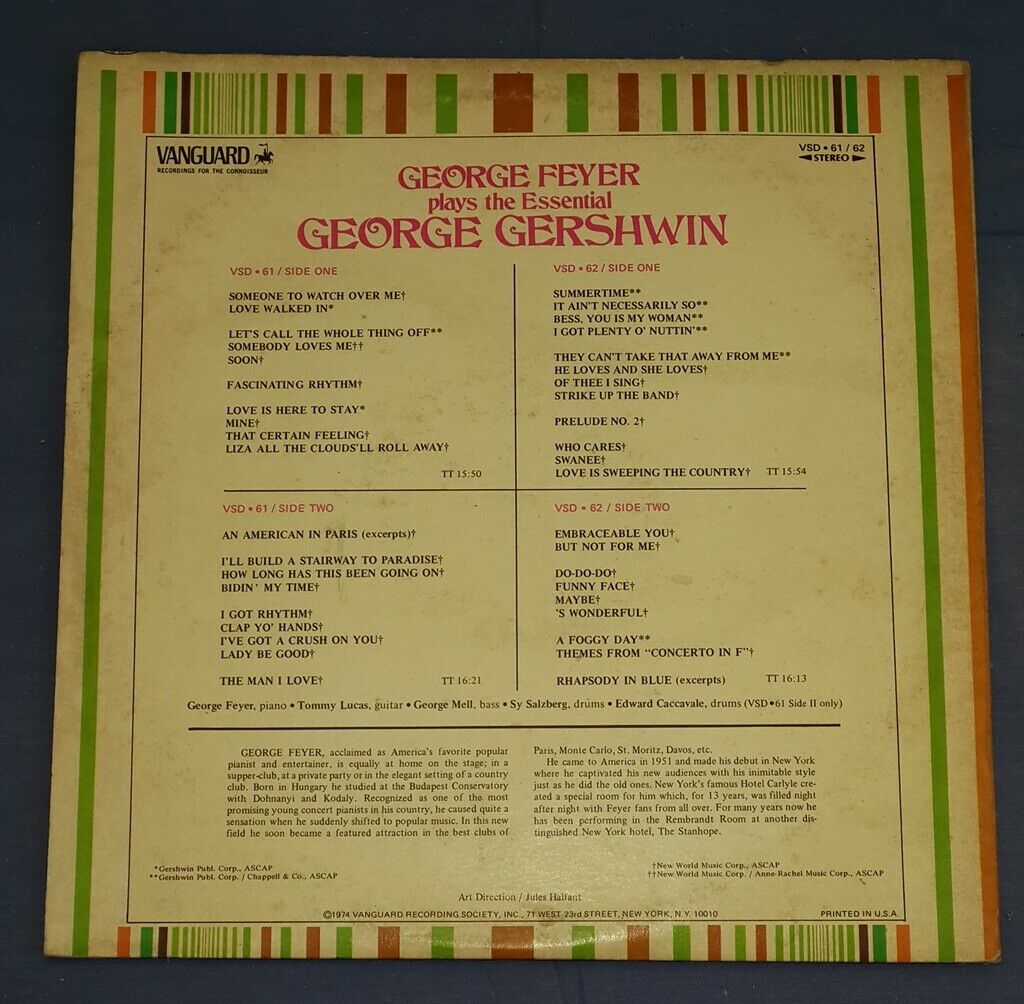 VANGUARD
RECORDINGS FOR THE CONNOISSEUR
VSD • 61 / 62
◄STEREO►
GEORGE FEYER
plays the Essential
GEORGE GERSHWIN
VSD • 61 / SIDE ONE
SOMEONE TO WATCH OVER ME†
LOVE WALKED IN*
LET'S CALL THE WHOLE THING OFF**
SOMEBODY LOVES ME††
SOON†
FASCINATING RHYTHM†
LOVE IS HERE TO STAY*
MINE†
THAT CERTAIN FEELING†
LIZA ALL THE CLOUDS'LL ROLL AWAY†
TT 15:50
VSD • 62 / SIDE ONE
SUMMERTIME**
IT AIN'T NECESSARILY SO**
BESS, YOU IS MY WOMAN**
I GOT PLENTY O' NUTTIN'**
THEY CAN'T TAKE THAT AWAY FROM ME**
HE LOVES AND SHE LOVES†
OF THEE I SING†
STRIKE UP THE BAND†
PRELUDE NO. 2†
WHO CARES†
SWANEE†
LOVE IS SWEEPING THE COUNTRY† TT 15:54
VSD • 61 / SIDE TWO
AN AMERICAN IN PARIS (excerpts)†
I'LL BUILD A STAIRWAY TO PARADISE†
HOW LONG HAS THIS BEEN GOING ON†
BIDIN' MY TIME†
I GOT RHYTHM†
CLAP YO' HANDS†
I'VE GOT A CRUSH ON YOU†
LADY BE GOOD†
THE MAN I LOVE† TT 16:21
VSD • 62 / SIDE TWO
EMBRACEABLE YOU†
BUT NOT FOR ME†
DO-DO-DO†
FUNNY FACE†
MAYBE†
'S WONDERFUL†
A FOGGY DAY**
THEMES FROM "CONCERTO IN F"†
RHAPSODY IN BLUE (excerpts) TT 16:13
George Feyer, piano • Tommy Lucas, guitar • George Mell, bass • Sy Salzberg, drums • Edward Caccavale, drums (VSD•61 Side II only)
GEORGE FEYER, acclaimed as America's favorite popular
pianist and entertainer, is equally at home on the stage; in a
supper-club, at a private party or in the elegant setting of a country
club. Born in Hungary he studied at the Budapest Conservatory
with Dohnanyi and Kodaly. Recognized as one of the most
promising young concert pianists in his country, he caused quite a
sensation when he suddenly shifted to popular music. In this new
field he soon became a featured attraction in the best clubs of
Paris, Monte Carlo, St. Moritz, Davos, etc.
He came to America in 1951 and made his debut in New York
where he captivated his new audiences with his inimitable style
just as he did the old ones. New York's famous Hotel Carlyle cre-
ated a special room for him which, for 13 years, was filled night
after night with Feyer fans from all over. For many years now he
has been performing in the Rembrandt Room at another dis-
tinguished New York hotel, The Stanhope.
*Gershwin Publ. Corp., ASCAP
**Gershwin Publ. Corp. / Chappell & Co., ASCAP
†New World Music Corp., ASCAP
††New World Music Corp. / Anne-Rachel Music Corp., ASCAP
Art Direction / Jules Halfant
©1974 VANGUARD RECORDING SOCIETY, INC., 71 WEST 23rd STREET, NEW YORK, N.Y. 10010
PRINTED IN U.S.A.